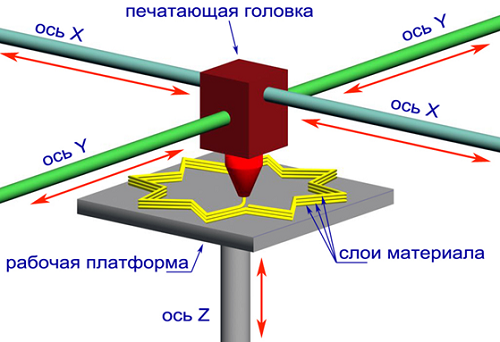 печатающая головка
ось X
ось Y
ось X
ось Y
слои материала
рабочая платформа
ось Z